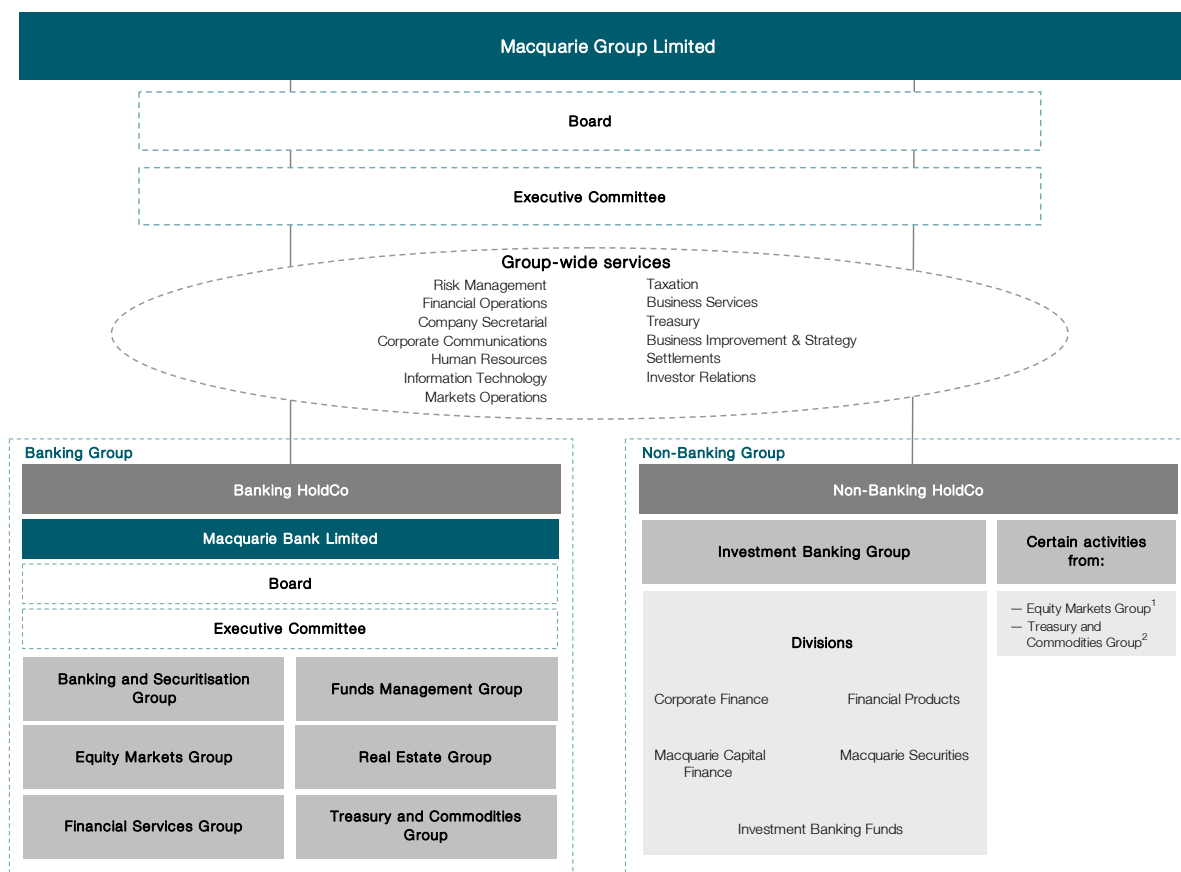 Macquarie Group Limited
Board
Executive Committee
Group-wide services
Risk Management
Financial Operations
Company Secretarial
Corporate Communications
Human Resources
Information Technology
Markets Operations
Taxation
Business Services
Treasury
Business Improvement & Strategy
Settlements
Investor Relations
Banking Group
Banking HoldCo
Macquarie Bank Limited
Board
Executive Committee
Banking and Securitisation
Group
Funds Management Group
Equity Markets Group
Real Estate Group
Financial Services Group
Treasury and Commodities
Group
Non-Banking Group
Non-Banking HoldCo
Investment Banking Group
Divisions
Corporate Finance
Financial Products
Macquarie Capital
Finance
Macquarie Securities
Investment Banking Funds
Certain activities
from:
— Equity Markets Group¹
— Treasury and
Commodities Group²